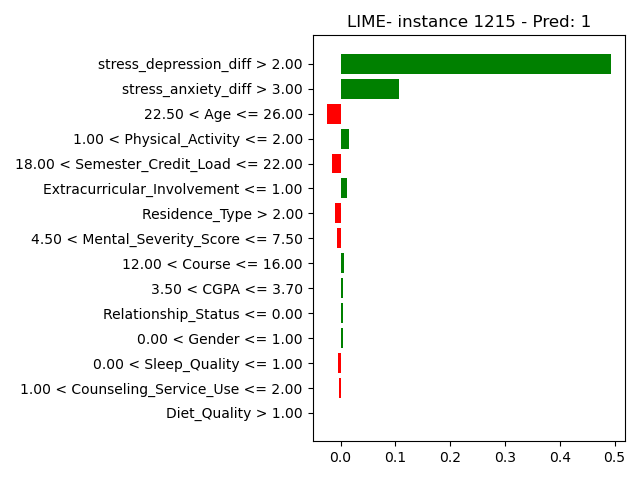 LIME- instance 1215 - Pred: 1
stress_depression_diff > 2.00
stress_anxiety_diff > 3.00
22.50 < Age <= 26.00
1.00 < Physical_Activity <= 2.00
18.00 < Semester_Credit_Load <= 22.00
Extracurricular_Involvement <= 1.00
Residence_Type > 2.00
4.50 < Mental_Severity_Score <= 7.50
12.00 < Course <= 16.00
3.50 < CGPA <= 3.70
Relationship_Status <= 0.00
0.00 < Gender <= 1.00
0.00 < Sleep_Quality <= 1.00
1.00 < Counseling_Service_Use <= 2.00
Diet_Quality > 1.00
0.0 0.1 0.2 0.3 0.4 0.5